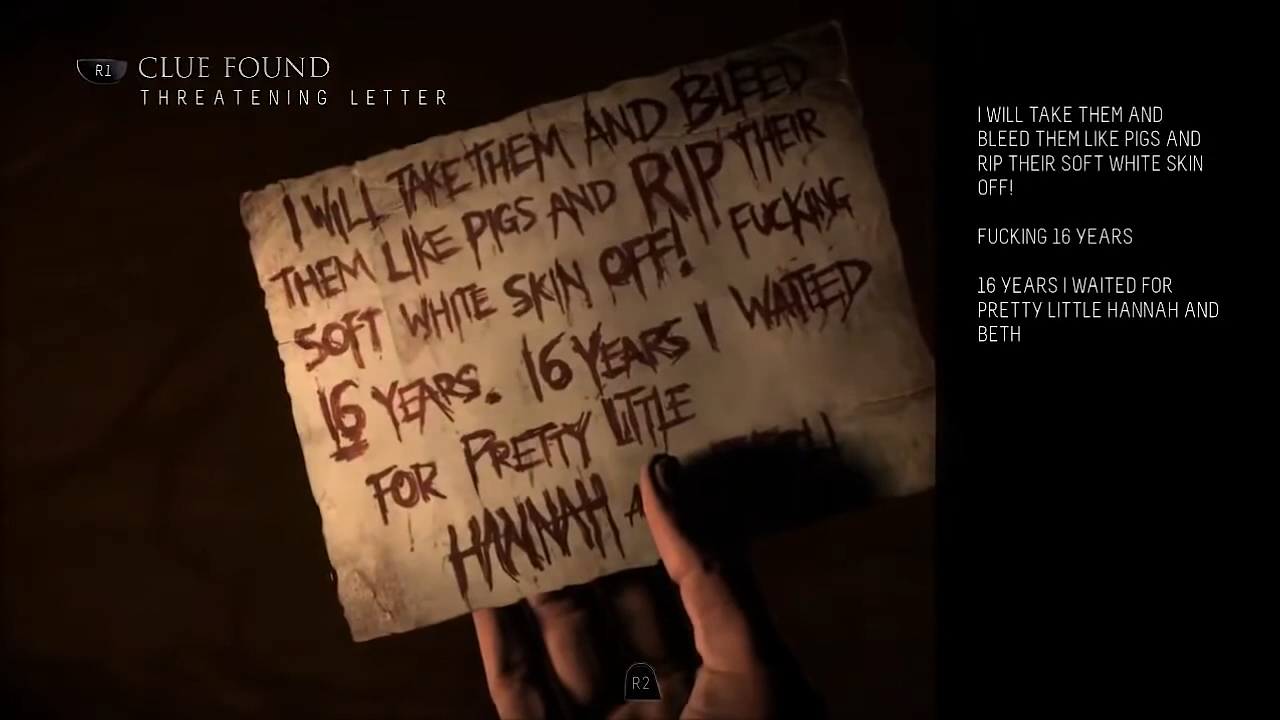 R1 CLUE FOUND
THREATENING LETTER
I WILL TAKE THEM AND BLEED
THEM LIKE PIGS AND RIP THEIR
SOFT WHITE SKIN OFF! FUCKING
16 YEARS. 16 YEARS I WAITED
FOR PRETTY LITTLE
HANNAH
R2
I WILL TAKE THEM AND
BLEED THEM LIKE PIGS AND
RIP THEIR SOFT WHITE SKIN
OFF!
FUCKING 16 YEARS
16 YEARS I WAITED FOR
PRETTY LITTLE HANNAH AND
BETH